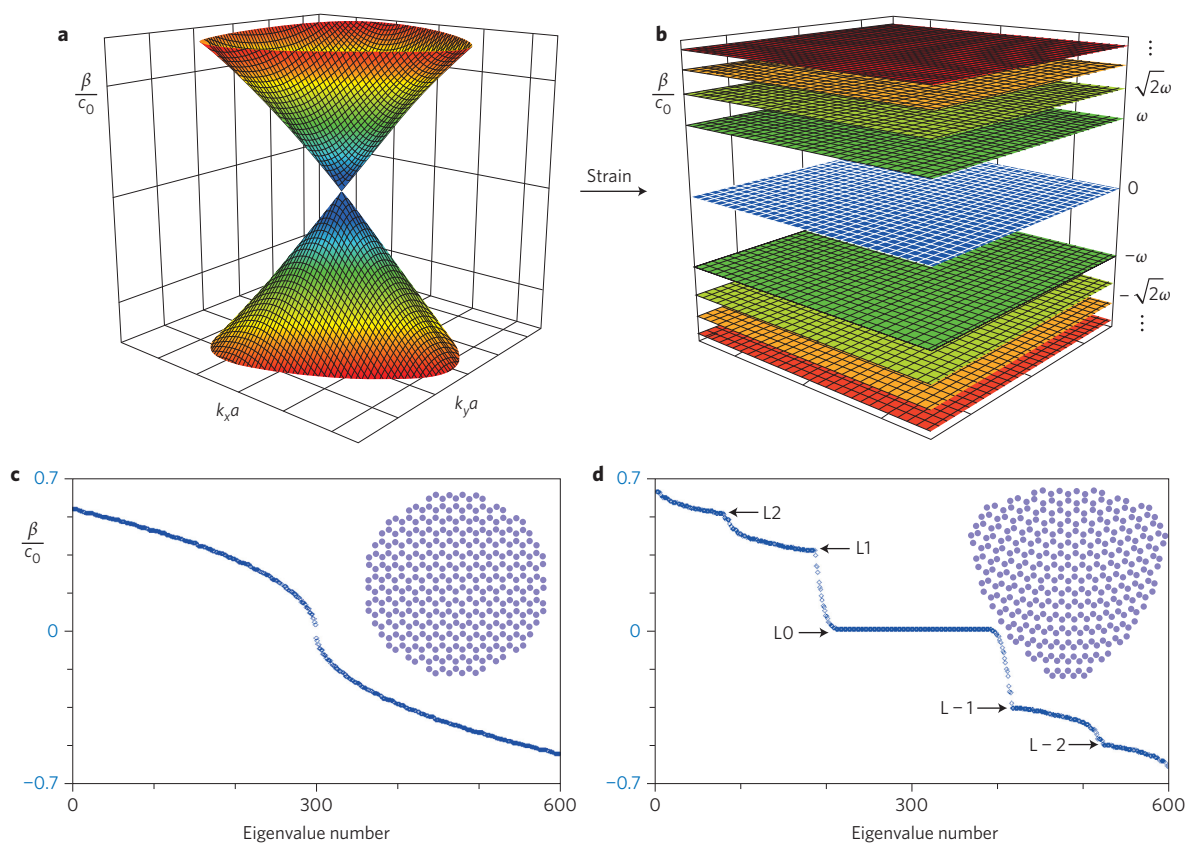 a
β/c₀
kₓa
k_ya
Strain
b
β/c₀
⋮
√2ω
ω
0
−ω
−√2ω
⋮
c
0.7
β/c₀
0
−0.7
0
300
600
Eigenvalue number
d
0.7
L2
L1
0
L0
L − 1
L − 2
−0.7
0
300
600
Eigenvalue number